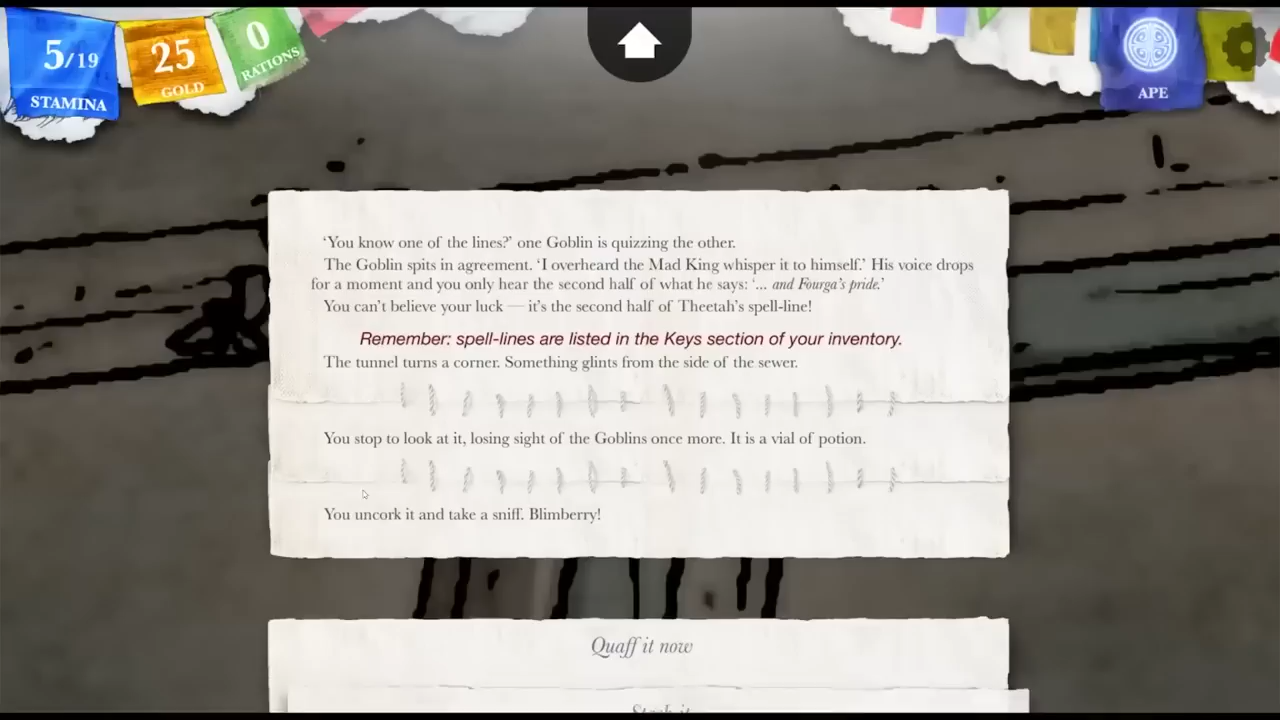 5/19
STAMINA
25
GOLD
0
RATIONS
APE
‘You know one of the lines?’ one Goblin is quizzing the other.
The Goblin spits in agreement. ‘I overheard the Mad King whisper it to himself.’ His voice drops
for a moment and you only hear the second half of what he says: ‘... and Fourga’s pride.’
You can’t believe your luck — it’s the second half of Theetah’s spell-line!
Remember: spell-lines are listed in the Keys section of your inventory.
The tunnel turns a corner. Something glints from the side of the sewer.
You stop to look at it, losing sight of the Goblins once more. It is a vial of potion.
You uncork it and take a sniff. Blimberry!
Quaff it now